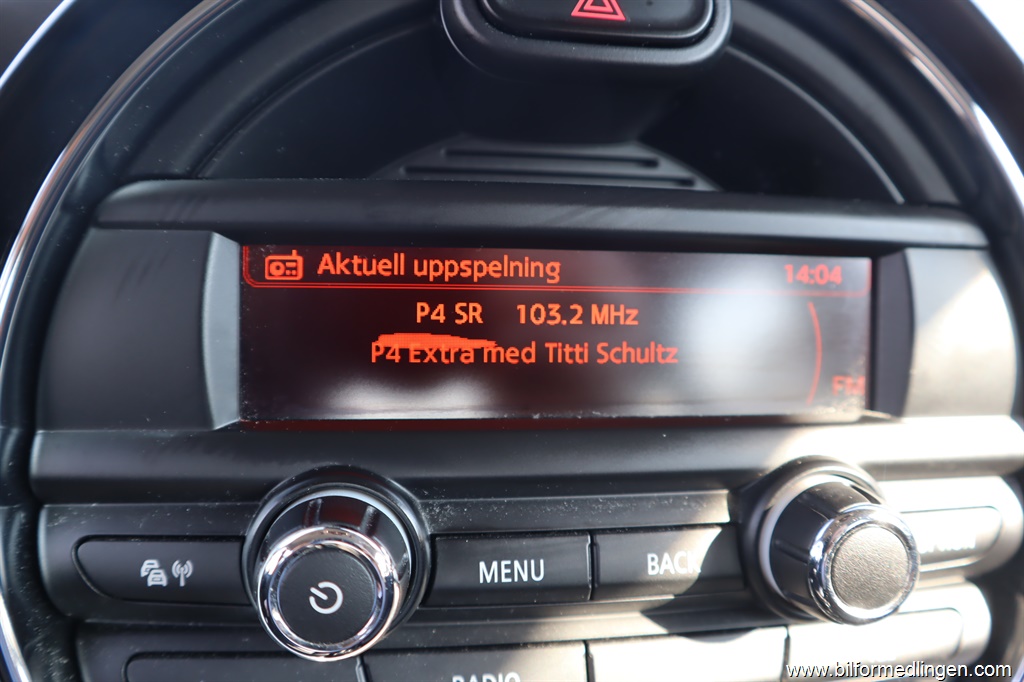 Aktuell uppspelning 14:04
P4 SR 103.2 MHz
P4 Extra med Titti Schultz
FM
MENU BACK
RADIO
www.bilformedlingen.com